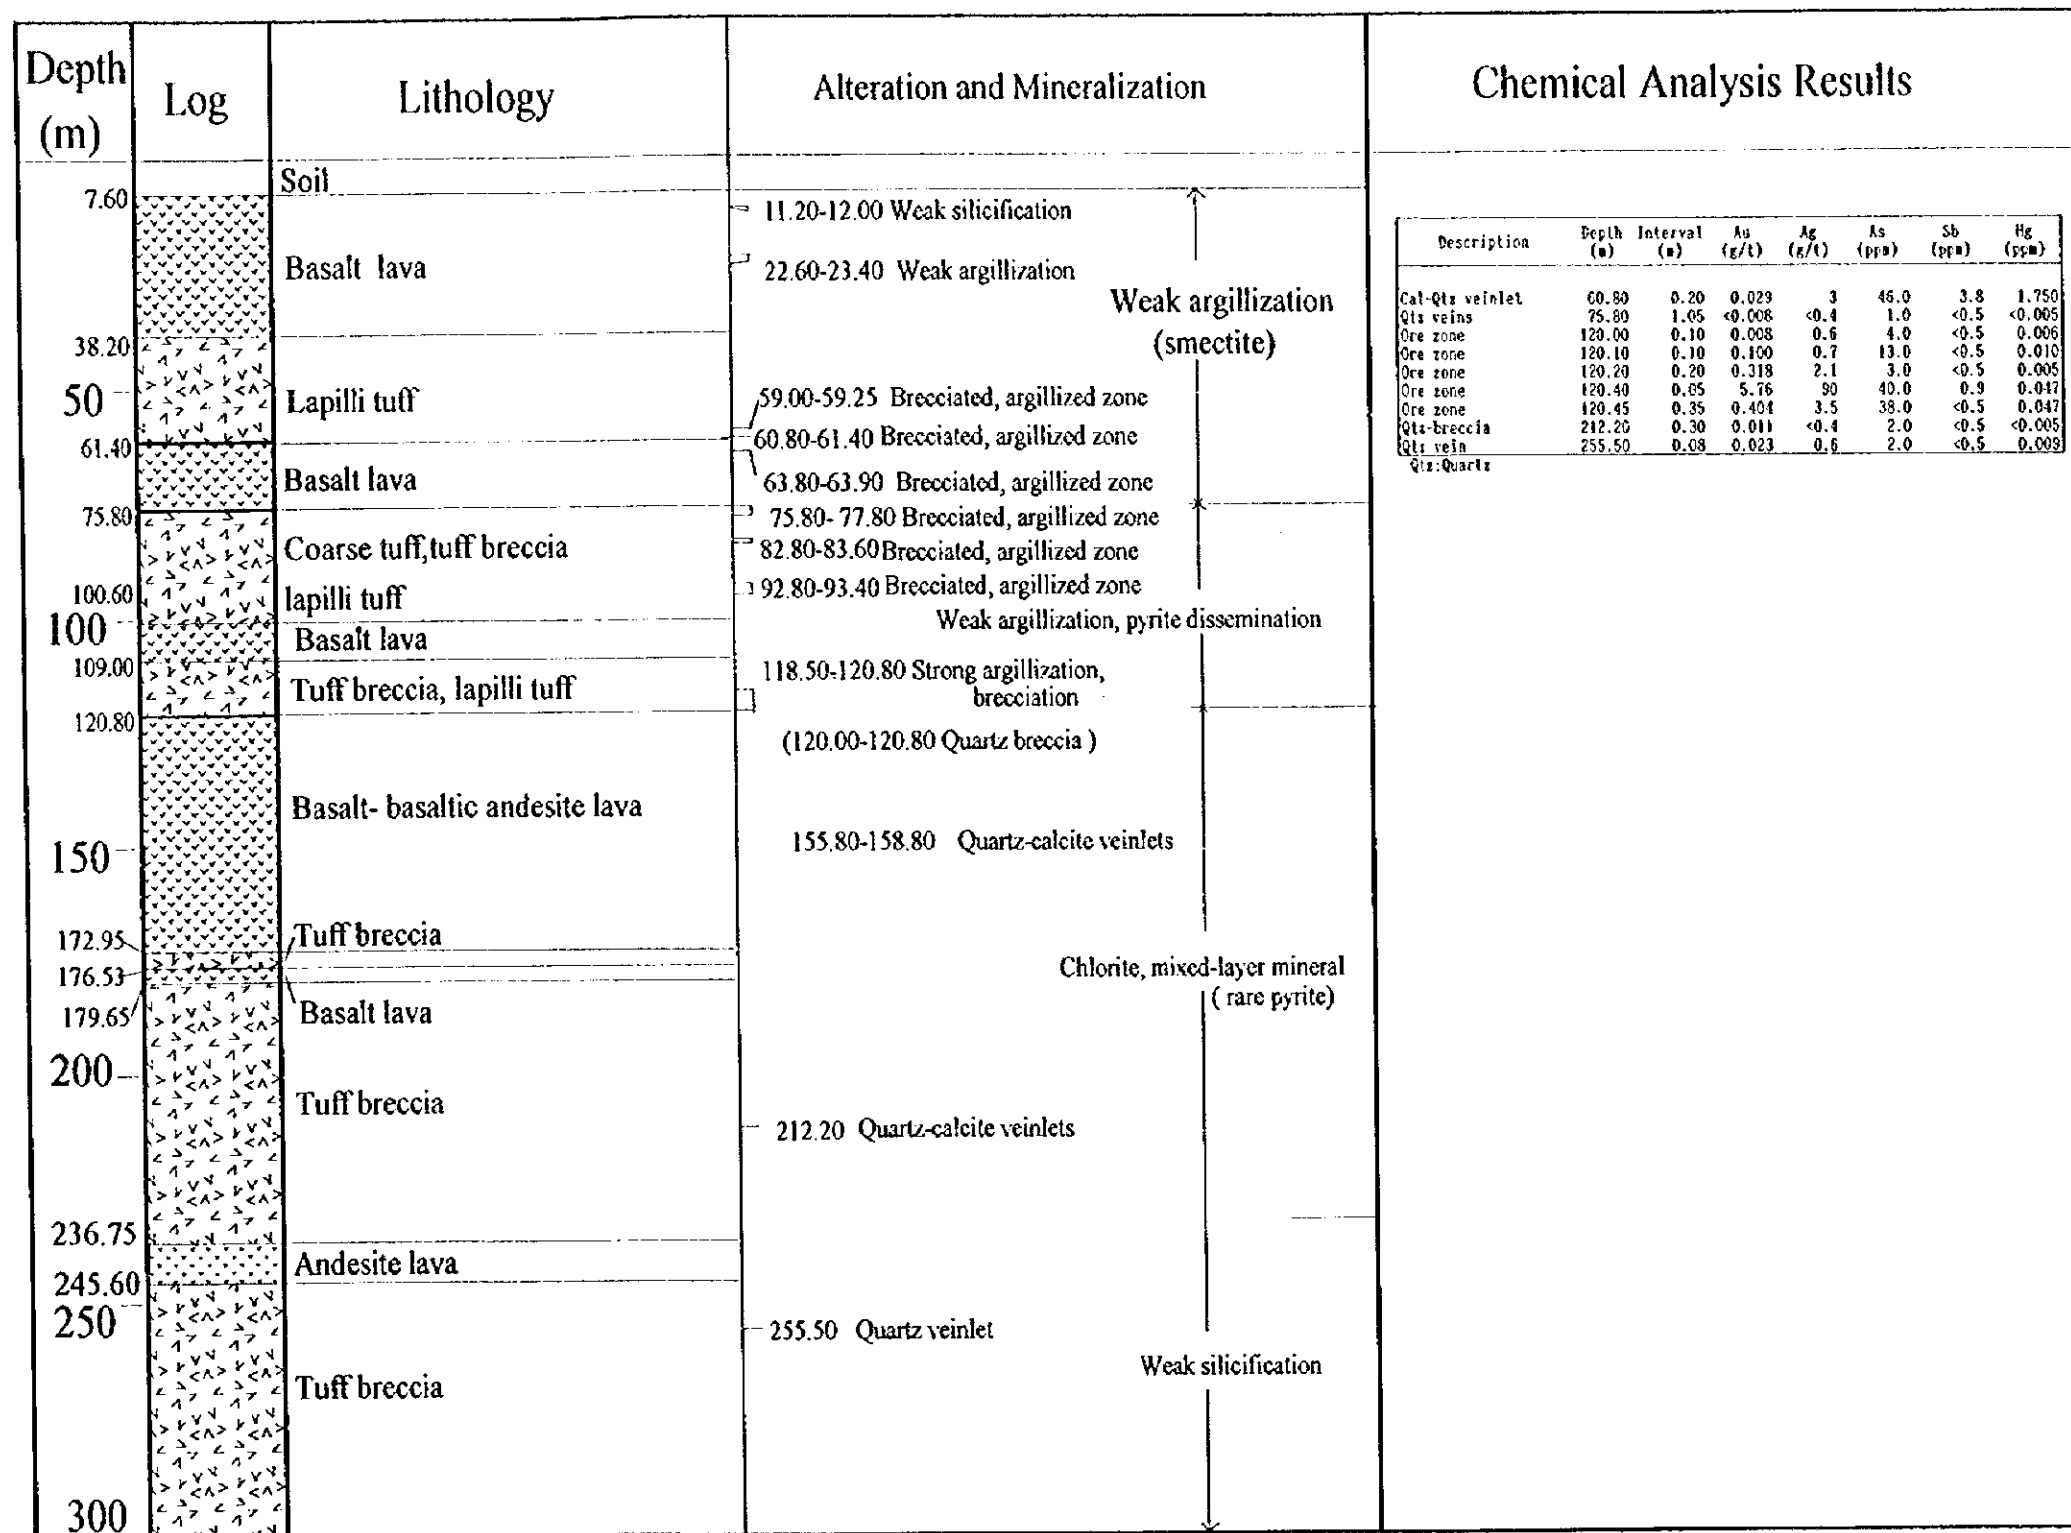 Depth
(m)
Log
Lithology
Alteration and Mineralization
Chemical Analysis Results
Soil
7.60
Basalt lava
38.20
50
Lapilli tuff
61.40
Basalt lava
75.80
Coarse tuff,tuff breccia
lapilli tuff
100.60
100
Basalt lava
109.00
Tuff breccia, lapilli tuff
120.80
Basalt- basaltic andesite lava
150
172.95
Tuff breccia
176.53
179.65
Basalt lava
200
Tuff breccia
236.75
Andesite lava
245.60
250
Tuff breccia
300
11.20-12.00 Weak silicification
22.60-23.40 Weak argillization
59.00-59.25 Brecciated, argillized zone
60.80-61.40 Brecciated, argillized zone
63.80-63.90 Brecciated, argillized zone
75.80- 77.80 Brecciated, argillized zone
82.80-83.60 Brecciated, argillized zone
92.80-93.40 Brecciated, argillized zone
118.50-120.80 Strong argillization,
brecciation
(120.00-120.80 Quartz breccia )
155.80-158.80 Quartz-calcite veinlets
212.20 Quartz-calcite veinlets
255.50 Quartz veinlet
Weak argillization
(smectite)
Weak argillization, pyrite dissemination
Chlorite, mixed-layer mineral
( rare pyrite)
Weak silicification
Description Depth (m) Interval (m) Au (g/t) Ag (g/t) As (ppm) Sb (ppm) Hg (ppm)
Cal-Qtz veinlet 60.80 0.20 0.029 3 46.0 3.8 1.750
Qtz veins 75.80 1.05 <0.008 <0.4 1.0 <0.5 <0.005
Ore zone 120.00 0.10 0.008 0.6 4.0 <0.5 0.006
Ore zone 120.10 0.10 0.100 0.7 13.0 <0.5 0.010
Ore zone 120.20 0.20 0.318 2.1 3.0 <0.5 0.005
Ore zone 120.40 0.05 5.76 90 40.0 0.9 0.047
Ore zone 120.45 0.35 0.404 3.5 38.0 <0.5 0.047
Qtz-breccia 212.20 0.30 0.011 <0.4 2.0 <0.5 <0.005
Qtz vein 255.50 0.08 0.023 0.6 2.0 <0.5 0.009
Qtz:Quartz